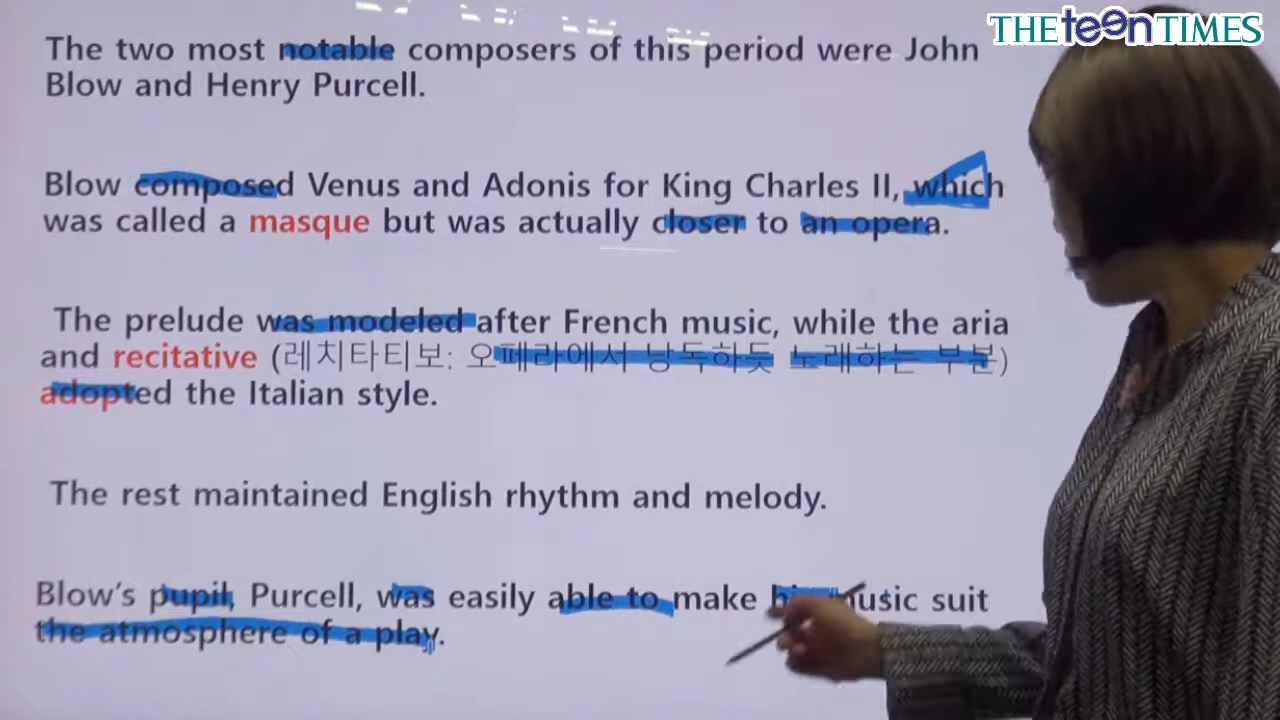 THE teen TIMES
The two most notable composers of this period were John
Blow and Henry Purcell.
Blow composed Venus and Adonis for King Charles II, which
was called a masque but was actually closer to an opera.
The prelude was modeled after French music, while the aria
and recitative (레치타티보: 오페라에서 낭독하듯 노래하는 부분)
adopted the Italian style.
The rest maintained English rhythm and melody.
Blow's pupil, Purcell, was easily able to make his music suit
the atmosphere of a play.